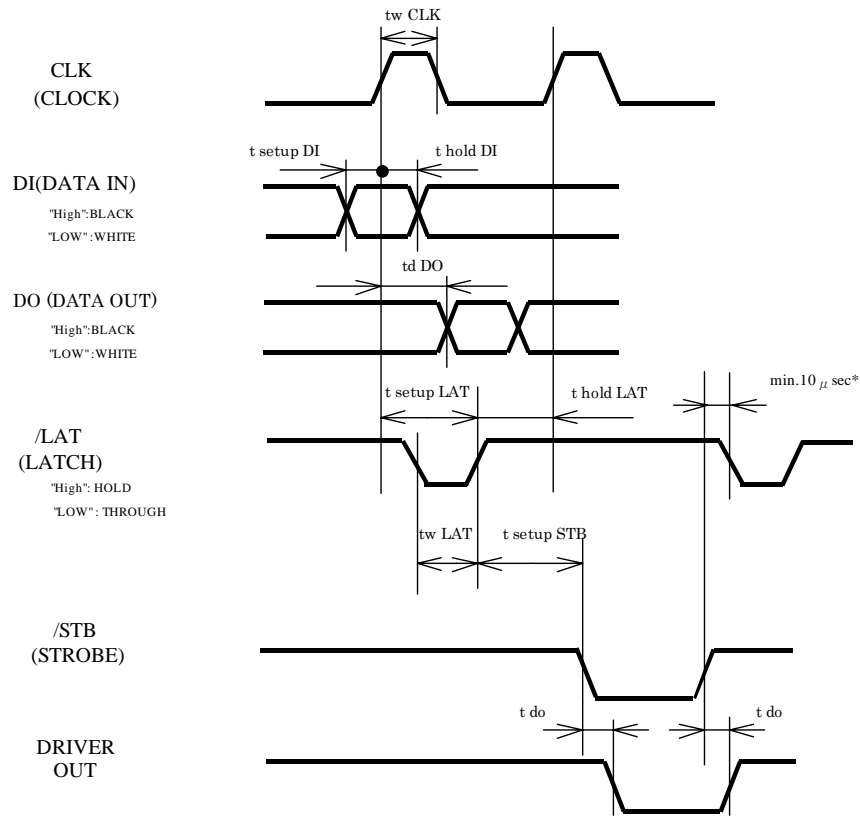 tw CLK
CLK
(CLOCK)
t setup DI
t hold DI
DI(DATA IN)
"High":BLACK
"LOW":WHITE
td DO
DO (DATA OUT)
"High":BLACK
"LOW":WHITE
t setup LAT
t hold LAT
min.10 μ sec*
/LAT
(LATCH)
"High": HOLD
"LOW" : THROUGH
tw LAT
t setup STB
/STB
(STROBE)
t do
t do
DRIVER
OUT